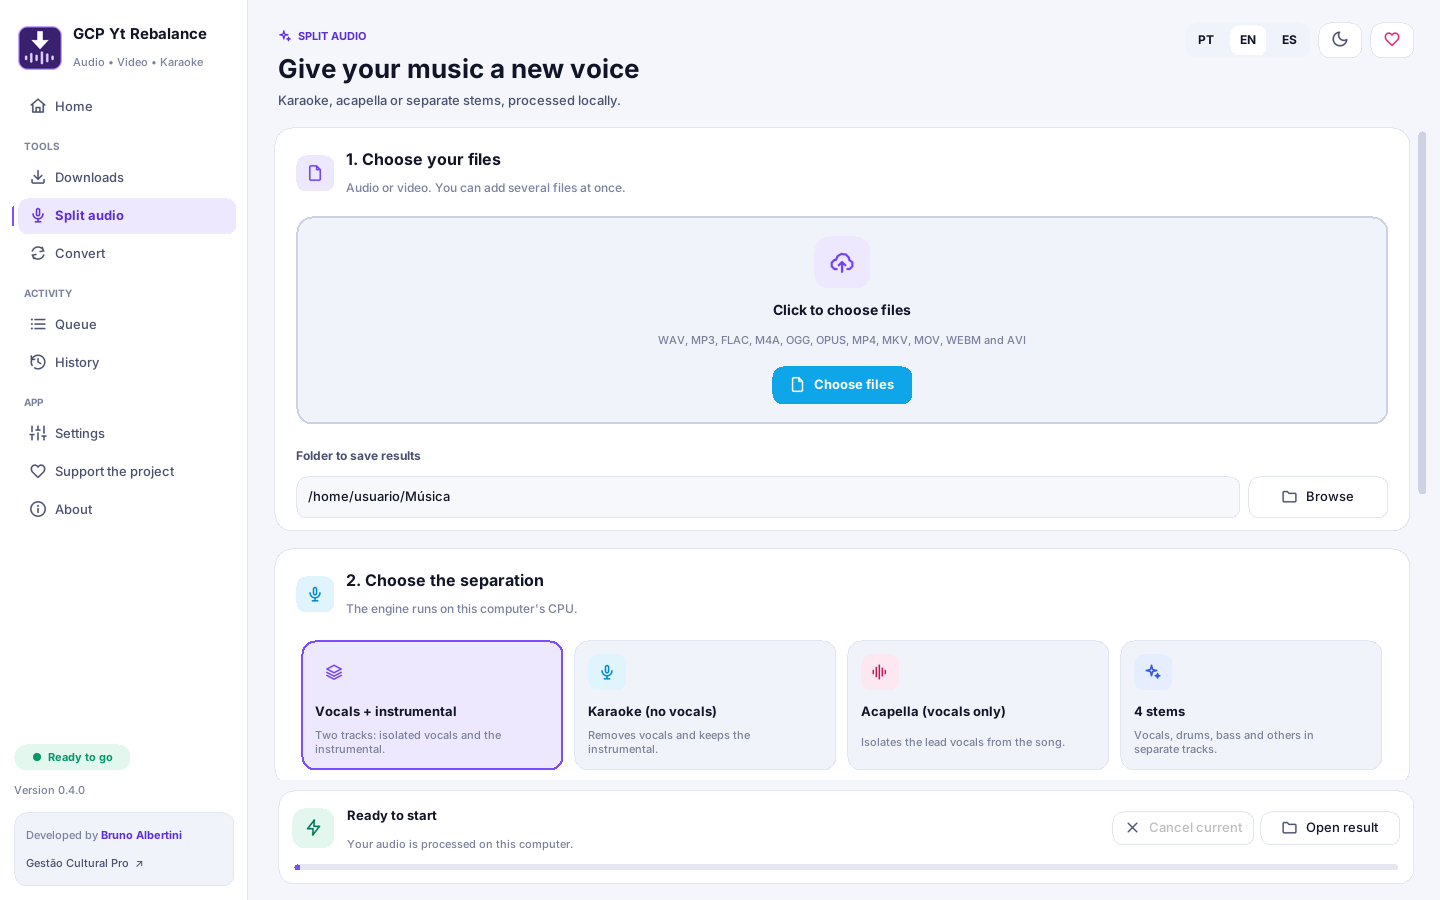 GCP Yt Rebalance
Audio • Video • Karaoke
Home
TOOLS
Downloads
Split audio
Convert
ACTIVITY
Queue
History
APP
Settings
Support the project
About
Ready to go
Version 0.4.0
Developed by Bruno Albertini
Gestão Cultural Pro ↗
SPLIT AUDIO
Give your music a new voice
Karaoke, acapella or separate stems, processed locally.
PT EN ES
1. Choose your files
Audio or video. You can add several files at once.
Click to choose files
WAV, MP3, FLAC, M4A, OGG, OPUS, MP4, MKV, MOV, WEBM and AVI
Choose files
Folder to save results
/home/usuario/Música
Browse
2. Choose the separation
The engine runs on this computer's CPU.
Vocals + instrumental
Two tracks: isolated vocals and the
instrumental.
Karaoke (no vocals)
Removes vocals and keeps the
instrumental.
Acapella (vocals only)
Isolates the lead vocals from the song.
4 stems
Vocals, drums, bass and others in
separate tracks.
Ready to start
Your audio is processed on this computer.
Cancel current
Open result